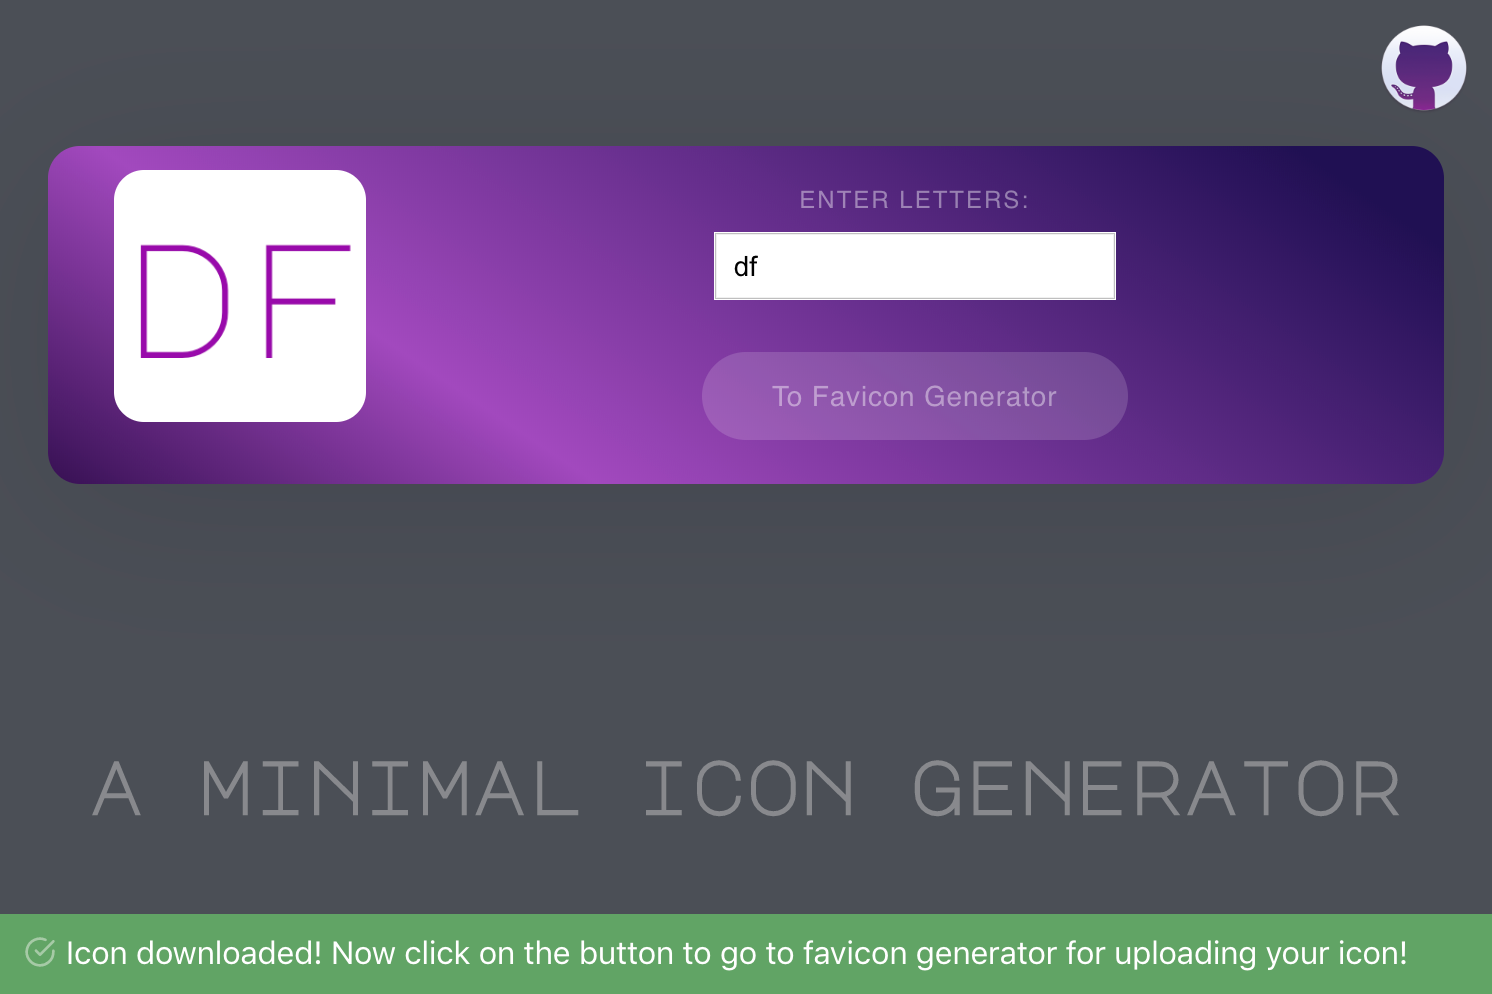 DF
ENTER LETTERS:
df
To Favicon Generator
A MINIMAL ICON GENERATOR
Icon downloaded! Now click on the button to go to favicon generator for uploading your icon!